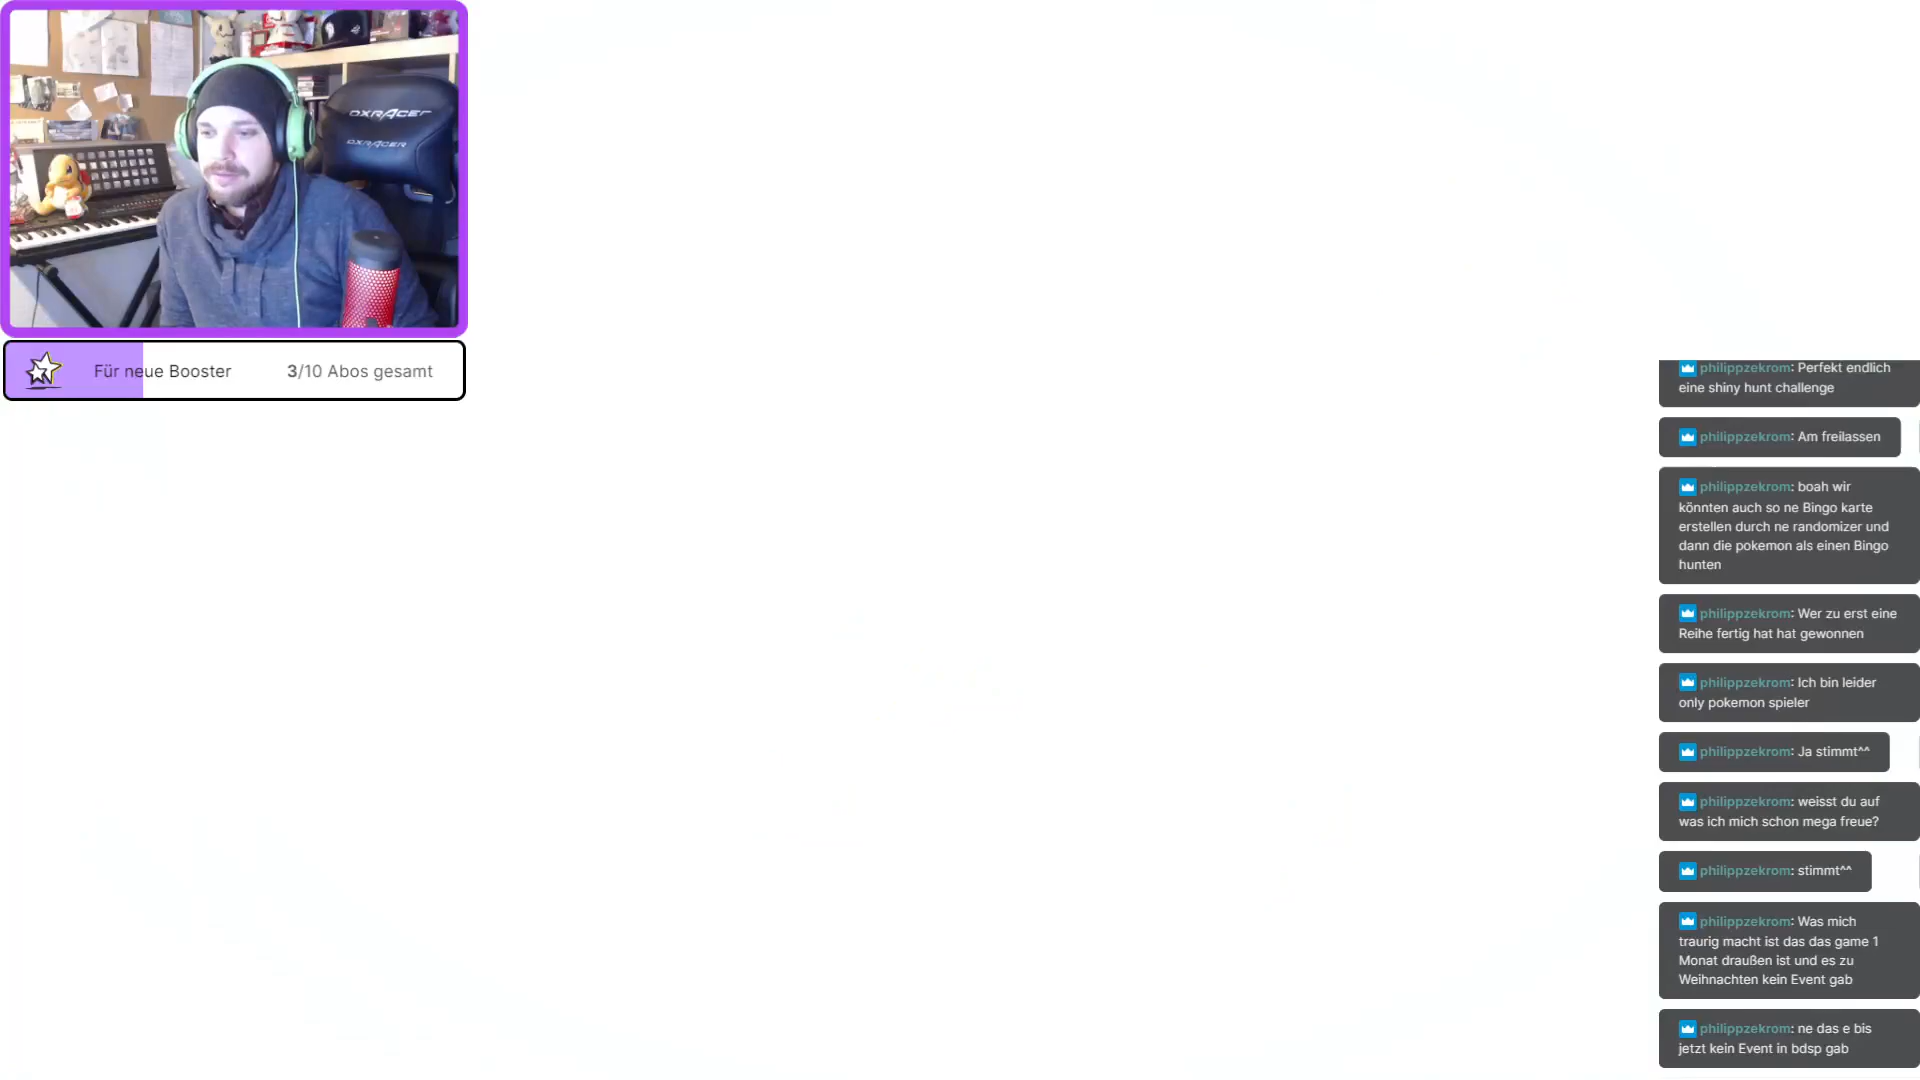 DXRACER
DXRACER
Für neue Booster 3/10 Abos gesamt
philippzekrom: Perfekt endlich
eine shiny hunt challenge
philippzekrom: Am freilassen
philippzekrom: boah wir
könnten auch so ne Bingo karte
erstellen durch ne randomizer und
dann die pokemon als einen Bingo
hunten
philippzekrom: Wer zu erst eine
Reihe fertig hat hat gewonnen
philippzekrom: Ich bin leider
only pokemon spieler
philippzekrom: Ja stimmt^^
philippzekrom: weisst du auf
was ich mich schon mega freue?
philippzekrom: stimmt^^
philippzekrom: Was mich
traurig macht ist das das game 1
Monat draußen ist und es zu
Weihnachten kein Event gab
philippzekrom: ne das e bis
jetzt kein Event in bdsp gab